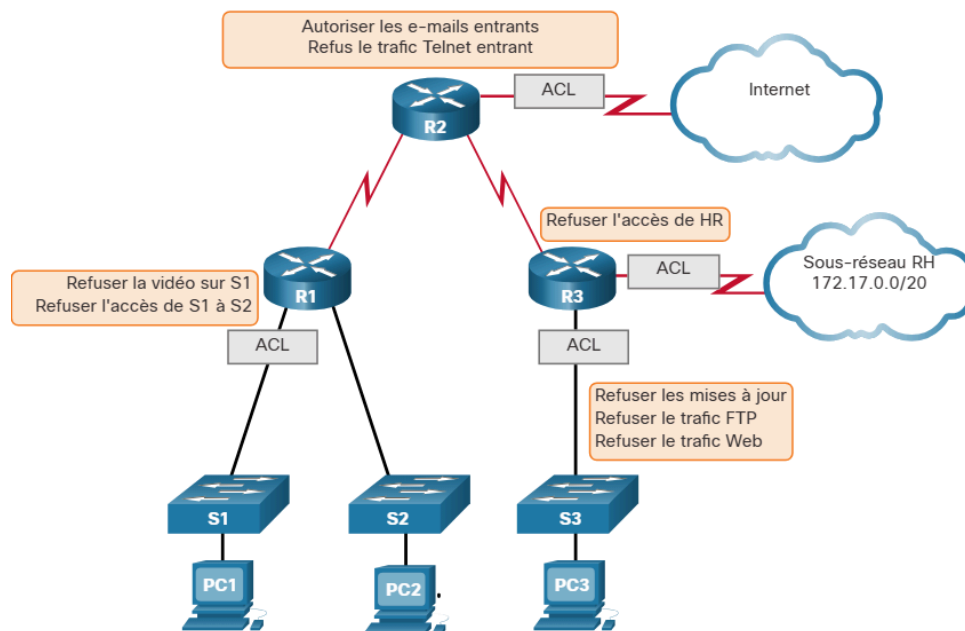 Autoriser les e-mails entrants
Refus le trafic Telnet entrant
ACL
Internet
R2
Refuser l'accès de HR
Sous-réseau RH
172.17.0.0/20
ACL
R3
Refuser la vidéo sur S1
Refuser l'accès de S1 à S2
R1
ACL
ACL
Refuser les mises à jour
Refuser le trafic FTP
Refuser le trafic Web
S1
S2
S3
PC1
PC2
PC3